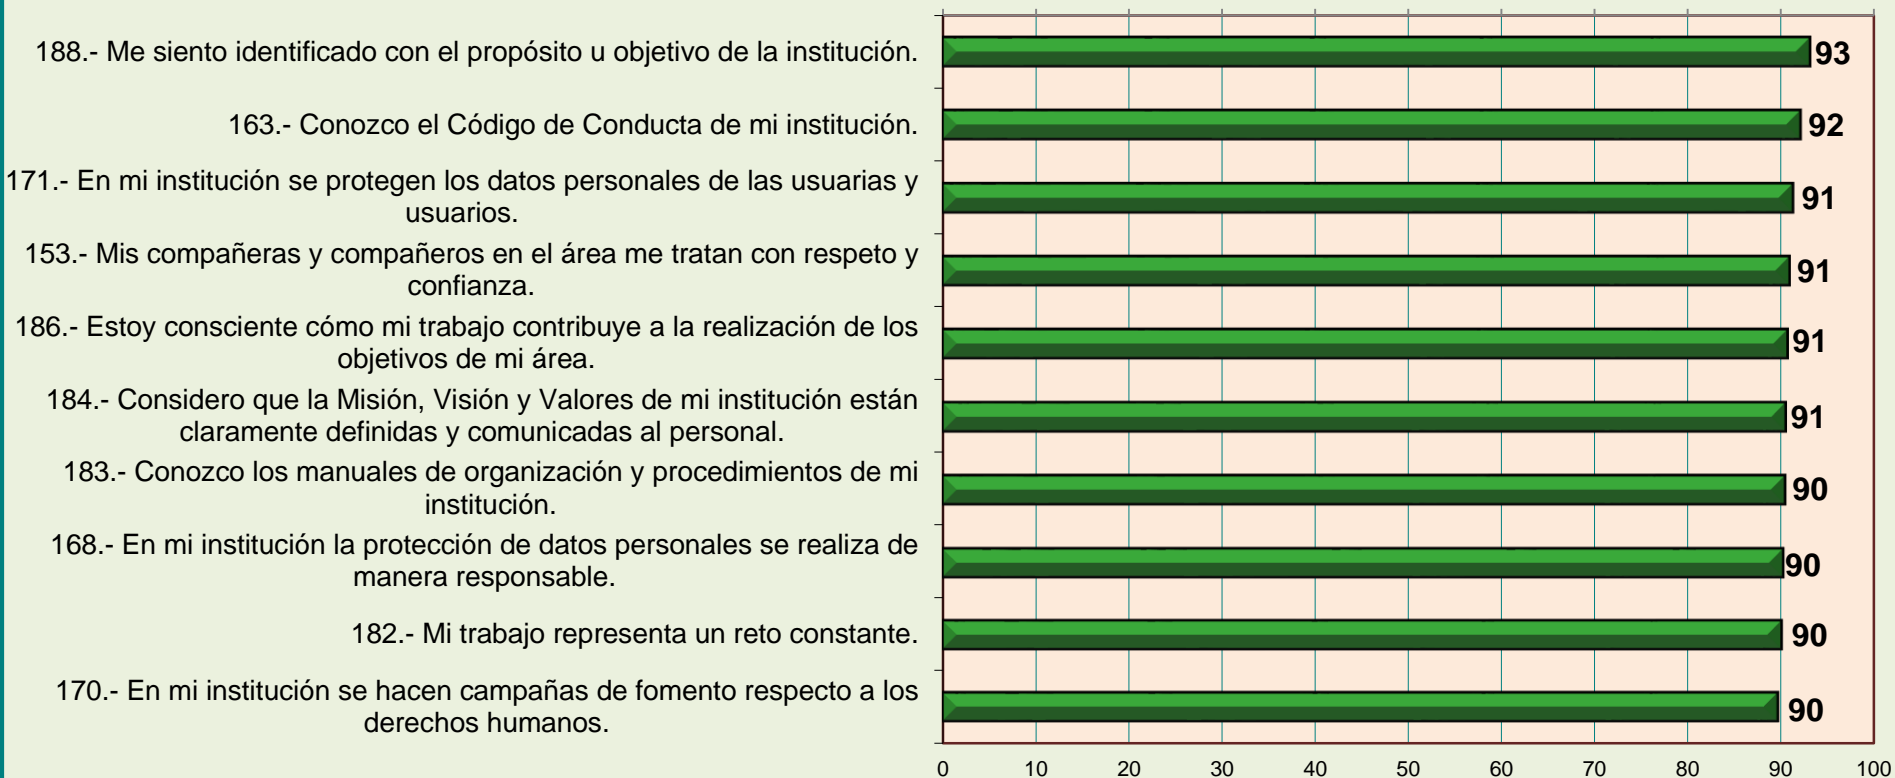 188.- Me siento identificado con el propósito u objetivo de la institución.
93
163.- Conozco el Código de Conducta de mi institución.
92
171.- En mi institución se protegen los datos personales de las usuarias y
usuarios.
91
153.- Mis compañeras y compañeros en el área me tratan con respeto y
confianza.
91
186.- Estoy consciente cómo mi trabajo contribuye a la realización de los
objetivos de mi área.
91
184.- Considero que la Misión, Visión y Valores de mi institución están
claramente definidas y comunicadas al personal.
91
183.- Conozco los manuales de organización y procedimientos de mi
institución.
90
168.- En mi institución la protección de datos personales se realiza de
manera responsable.
90
182.- Mi trabajo representa un reto constante.
90
170.- En mi institución se hacen campañas de fomento respecto a los
derechos humanos.
90
0 10 20 30 40 50 60 70 80 90 100